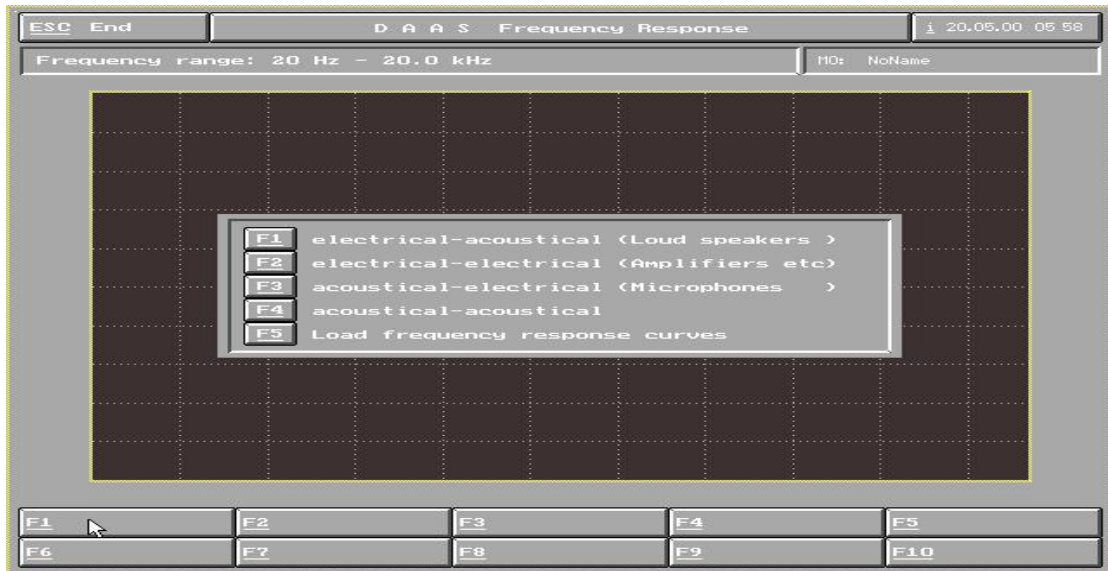 ESC End
D A A S Frequency Response
i 20.05.00 05 58
Frequency range: 20 Hz - 20.0 kHz
MO: NoName
F1 electrical-acoustical (Loud speakers )
F2 electrical-electrical (Amplifiers etc)
F3 acoustical-electrical (Microphones )
F4 acoustical-acoustical
F5 Load frequency response curves
F1 F2 F3 F4 F5
F6 F7 F8 F9 F10